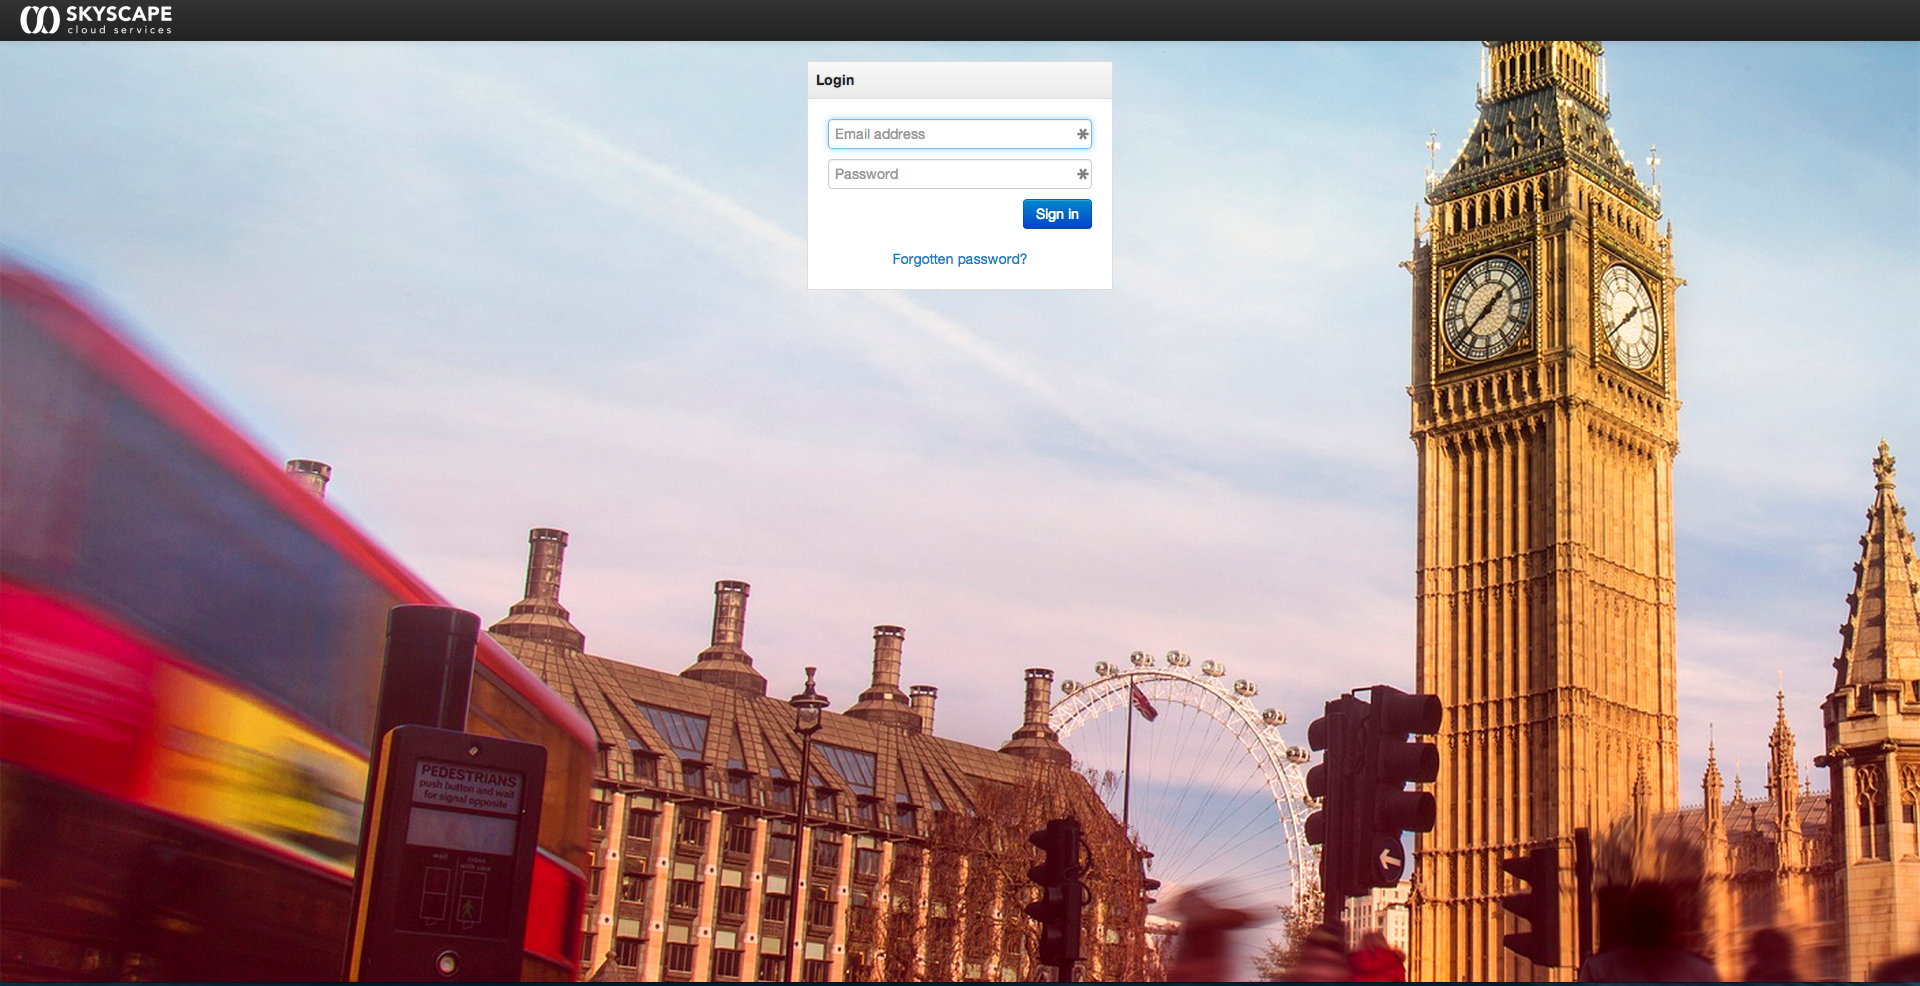 SKYSCAPE
cloud services
Login
Email address
Password
Sign in
Forgotten password?
PEDESTRIANS
push button and wait
for signal opposite
wait
cross
with care